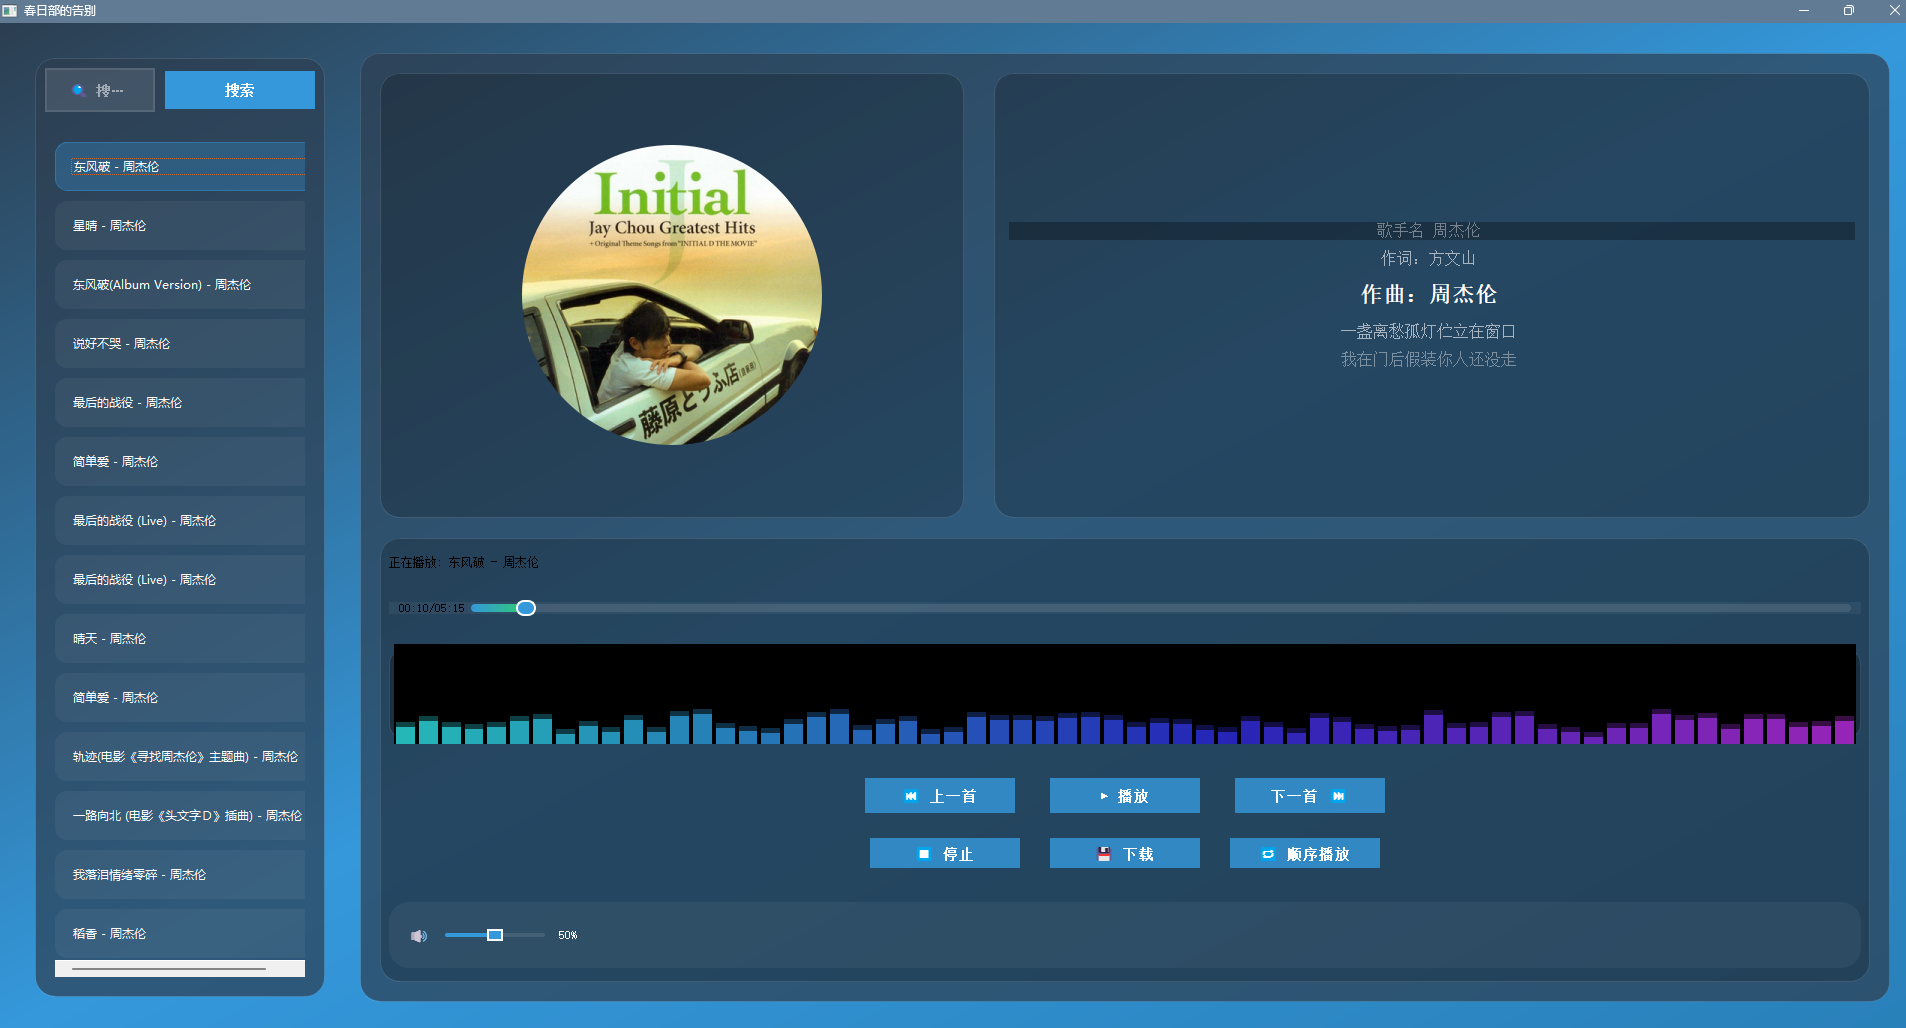 春日部的告别
搜...
搜索
东风破 - 周杰伦
星晴 - 周杰伦
东风破(Album Version) - 周杰伦
说好不哭 - 周杰伦
最后的战役 - 周杰伦
简单爱 - 周杰伦
最后的战役 (Live) - 周杰伦
最后的战役 (Live) - 周杰伦
晴天 - 周杰伦
简单爱 - 周杰伦
轨迹(电影《寻找周杰伦》主题曲) - 周杰伦
一路向北 (电影《头文字D》插曲) - 周杰伦
我落泪情绪零碎 - 周杰伦
稻香 - 周杰伦
J
Initial
Jay Chou Greatest Hits
+ Original Theme Songs from "INITIAL D THE MOVIE"
藤原とうふ店(自家用)
歌手名 周杰伦
作词：方文山
作曲：周杰伦
一盏离愁孤灯伫立在窗口
我在门后假装你人还没走
正在播放: 东风破 - 周杰伦
00:10/05:15
上一首
播放
下一首
停止
下载
顺序播放
50%